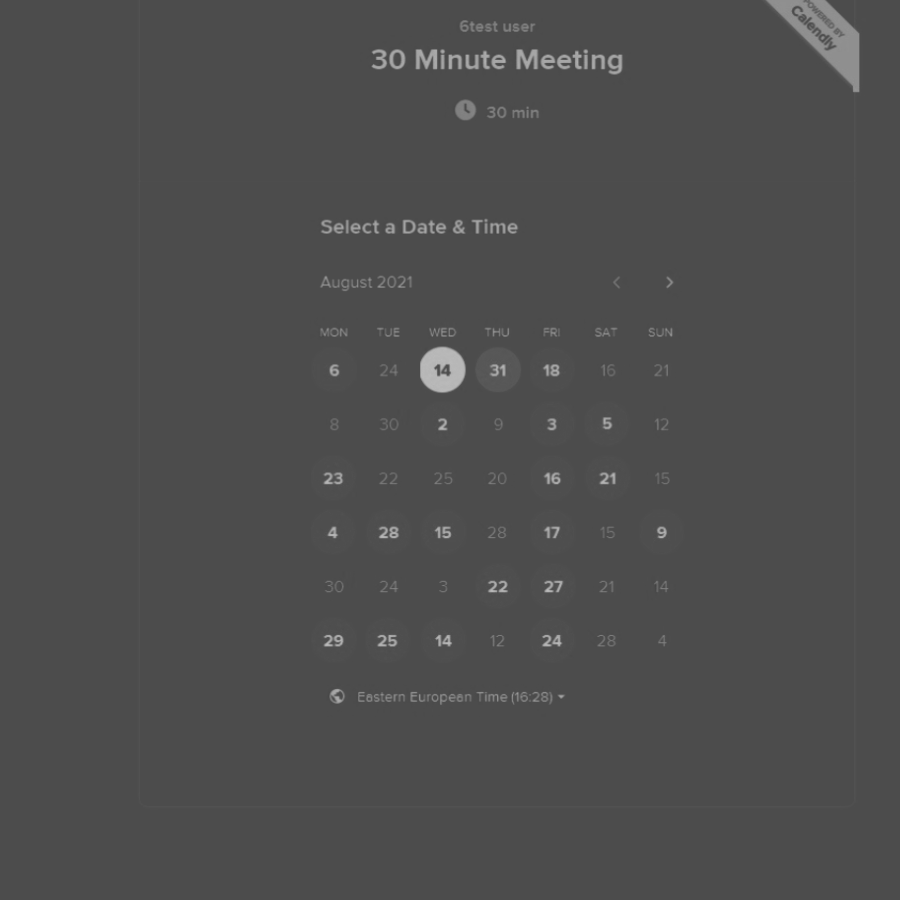 POWERED BY
Calendly
6test user
30 Minute Meeting
30 min
Select a Date & Time
August 2021
MON TUE WED THU FRI SAT SUN
6 24 14 31 18 16 21
8 30 2 9 3 5 12
23 22 25 20 16 21 15
4 28 15 28 17 15 9
30 24 3 22 27 21 14
29 25 14 12 24 28 4
Eastern European Time (16:28)